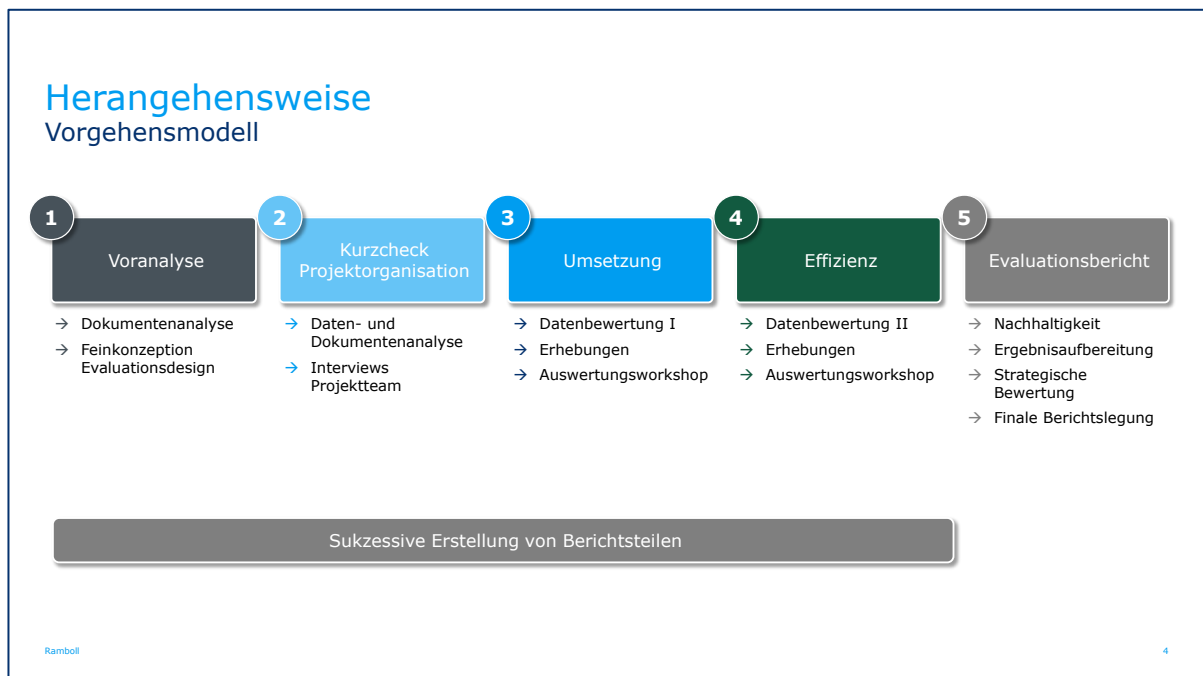 Herangehensweise
Vorgehensmodell
1
Voranalyse
→ Dokumentenanalyse
→ Feinkonzeption
Evaluationsdesign
2
Kurzcheck
Projektorganisation
→ Daten- und
Dokumentenanalyse
→ Interviews
Projektteam
3
Umsetzung
→ Datenbewertung I
→ Erhebungen
→ Auswertungsworkshop
4
Effizienz
→ Datenbewertung II
→ Erhebungen
→ Auswertungsworkshop
5
Evaluationsbericht
→ Nachhaltigkeit
→ Ergebnisaufbereitung
→ Strategische
Bewertung
→ Finale Berichtslegung
Sukzessive Erstellung von Berichtsteilen
Ramboll
4